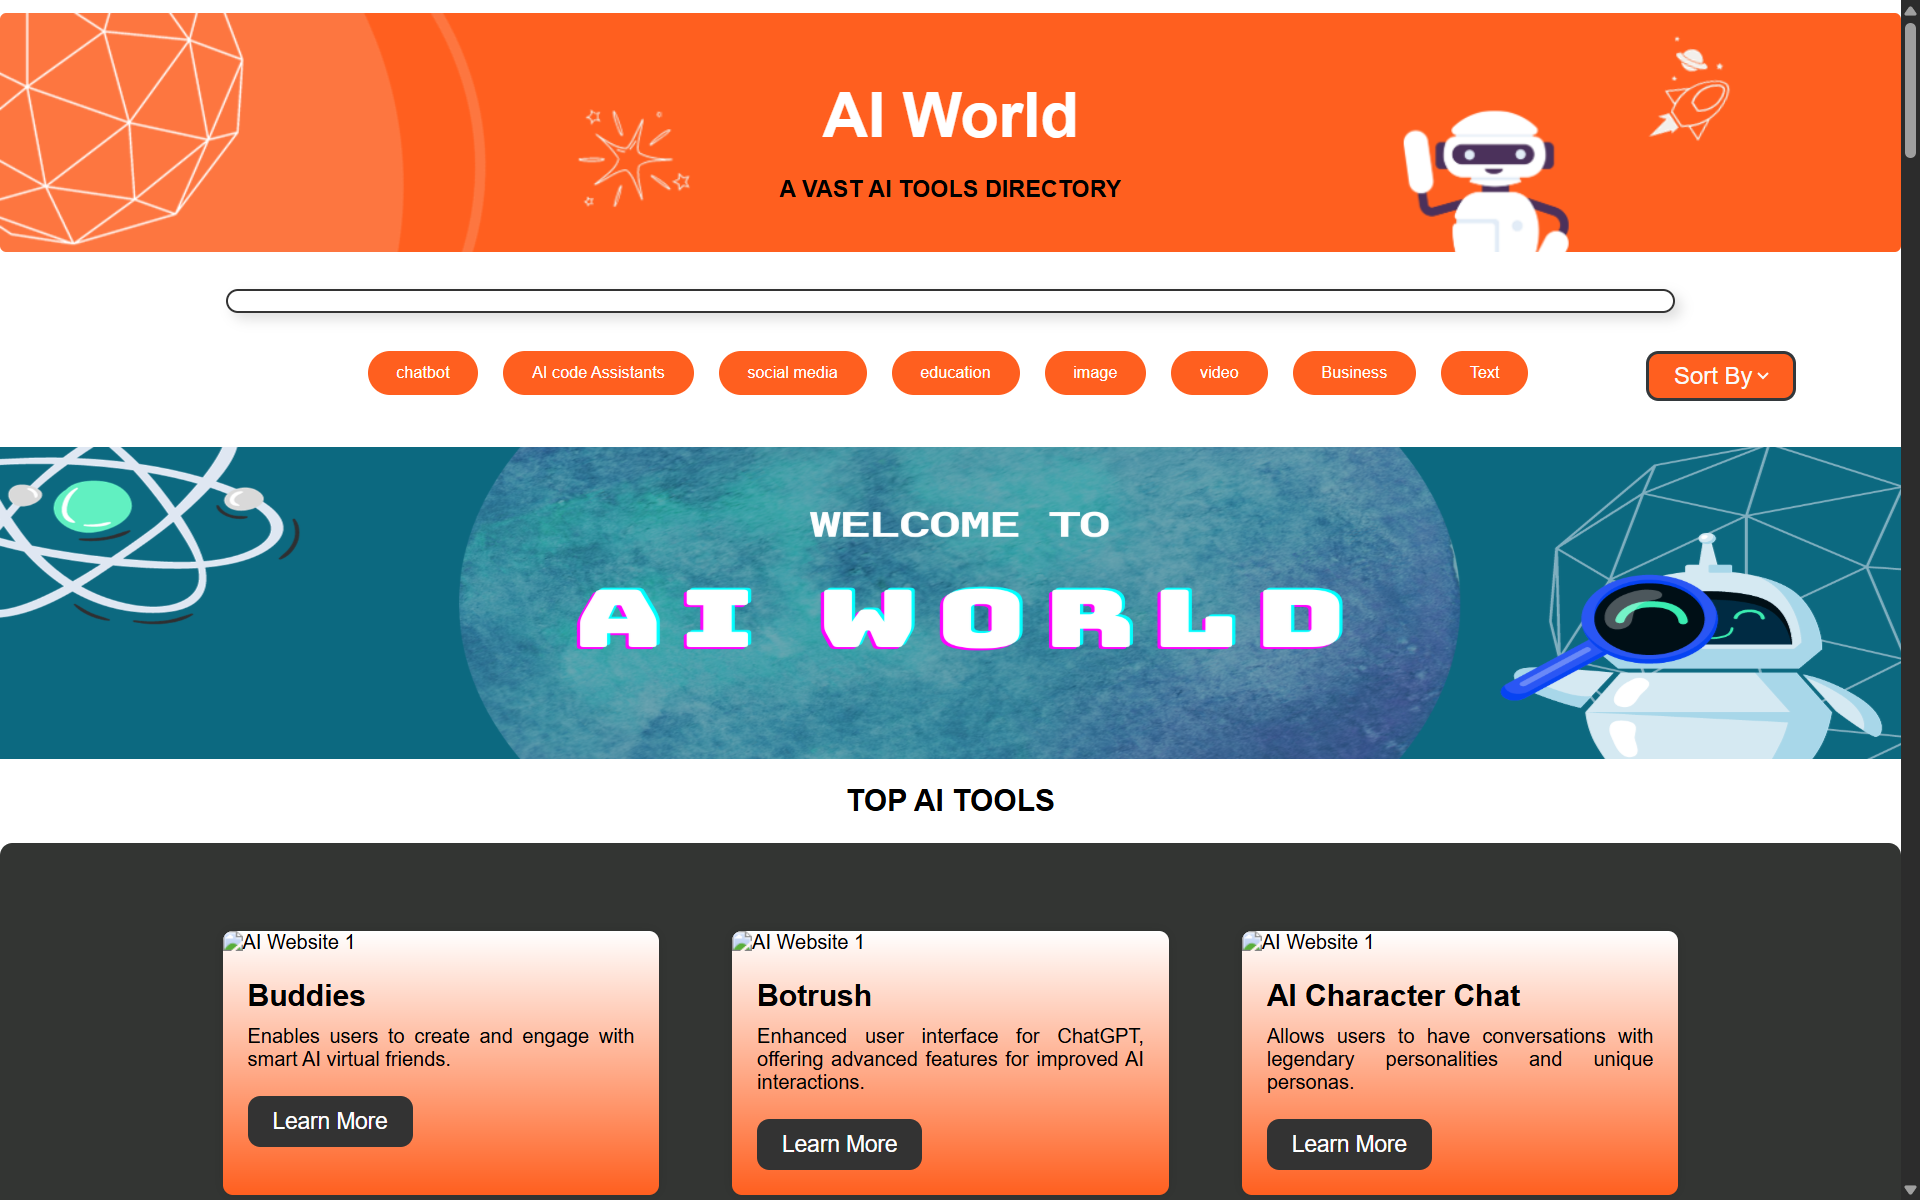 AI World
A VAST AI TOOLS DIRECTORY
chatbot
AI code Assistants
social media
education
image
video
Business
Text
Sort By
WELCOME TO
AI WORLD
TOP AI TOOLS
AI Website 1
Buddies
Enables users to create and engage with
smart AI virtual friends.
Learn More
AI Website 1
Botrush
Enhanced user interface for ChatGPT,
offering advanced features for improved AI
interactions.
Learn More
AI Website 1
AI Character Chat
Allows users to have conversations with
legendary personalities and unique
personas.
Learn More